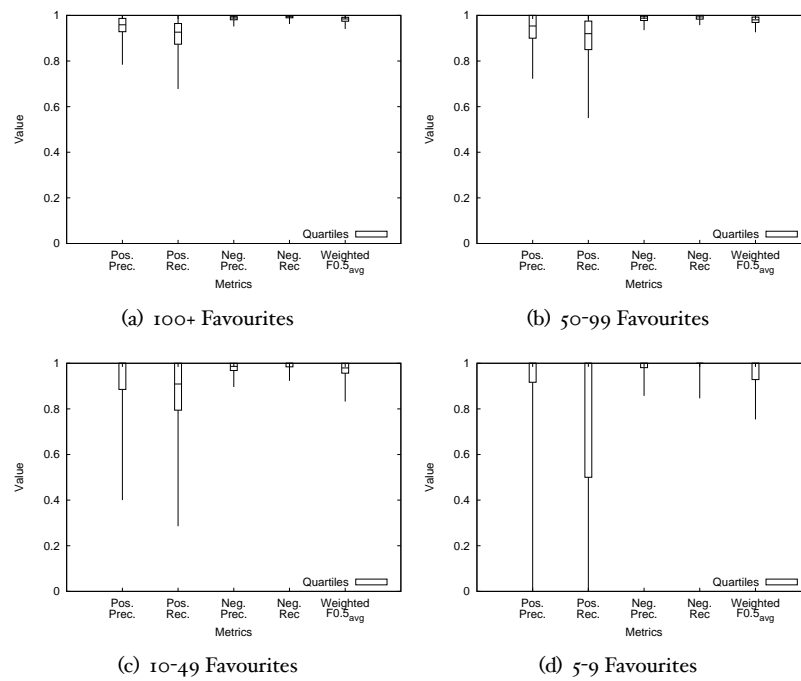 1
0.8
0.6
0.4
0.2
0
Value
Quartiles
Pos. Pos. Neg. Neg. Weighted
Prec. Rec. Prec. Rec F0.5avg
Metrics
(a) 100+ Favourites
1
0.8
0.6
0.4
0.2
0
Value
Quartiles
Pos. Pos. Neg. Neg. Weighted
Prec. Rec. Prec. Rec F0.5avg
Metrics
(b) 50-99 Favourites
1
0.8
0.6
0.4
0.2
0
Value
Quartiles
Pos. Pos. Neg. Neg. Weighted
Prec. Rec. Prec. Rec F0.5avg
Metrics
(c) 10-49 Favourites
1
0.8
0.6
0.4
0.2
0
Value
Quartiles
Pos. Pos. Neg. Neg. Weighted
Prec. Rec. Prec. Rec F0.5avg
Metrics
(d) 5-9 Favourites